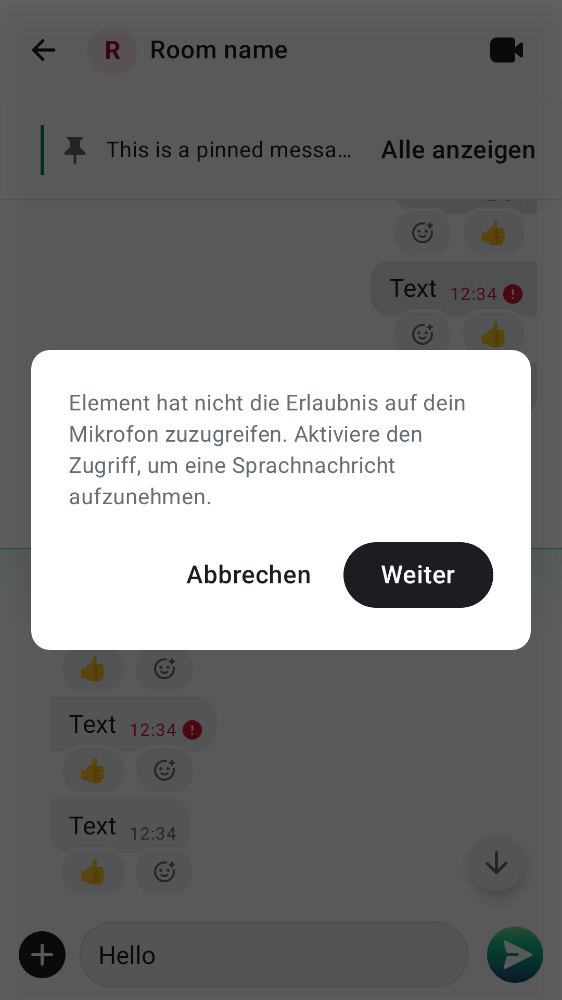 R Room name
This is a pinned messa… Alle anzeigen
Text 12:34
Element hat nicht die Erlaubnis auf dein
Mikrofon zuzugreifen. Aktiviere den
Zugriff, um eine Sprachnachricht
aufzunehmen.
Abbrechen Weiter
Text 12:34
Text 12:34
Hello